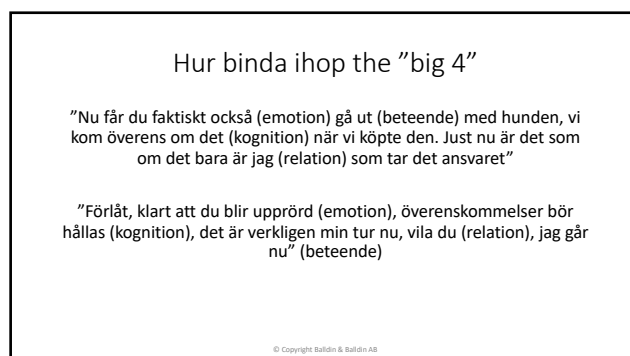 Hur binda ihop the ”big 4”
”Nu får du faktiskt också (emotion) gå ut (beteende) med hunden, vi
kom överens om det (kognition) när vi köpte den. Just nu är det som
om det bara är jag (relation) som tar det ansvaret”
”Förlåt, klart att du blir upprörd (emotion), överenskommelser bör
hållas (kognition), det är verkligen min tur nu, vila du (relation), jag går
nu” (beteende)
© Copyright Balldin & Balldin AB